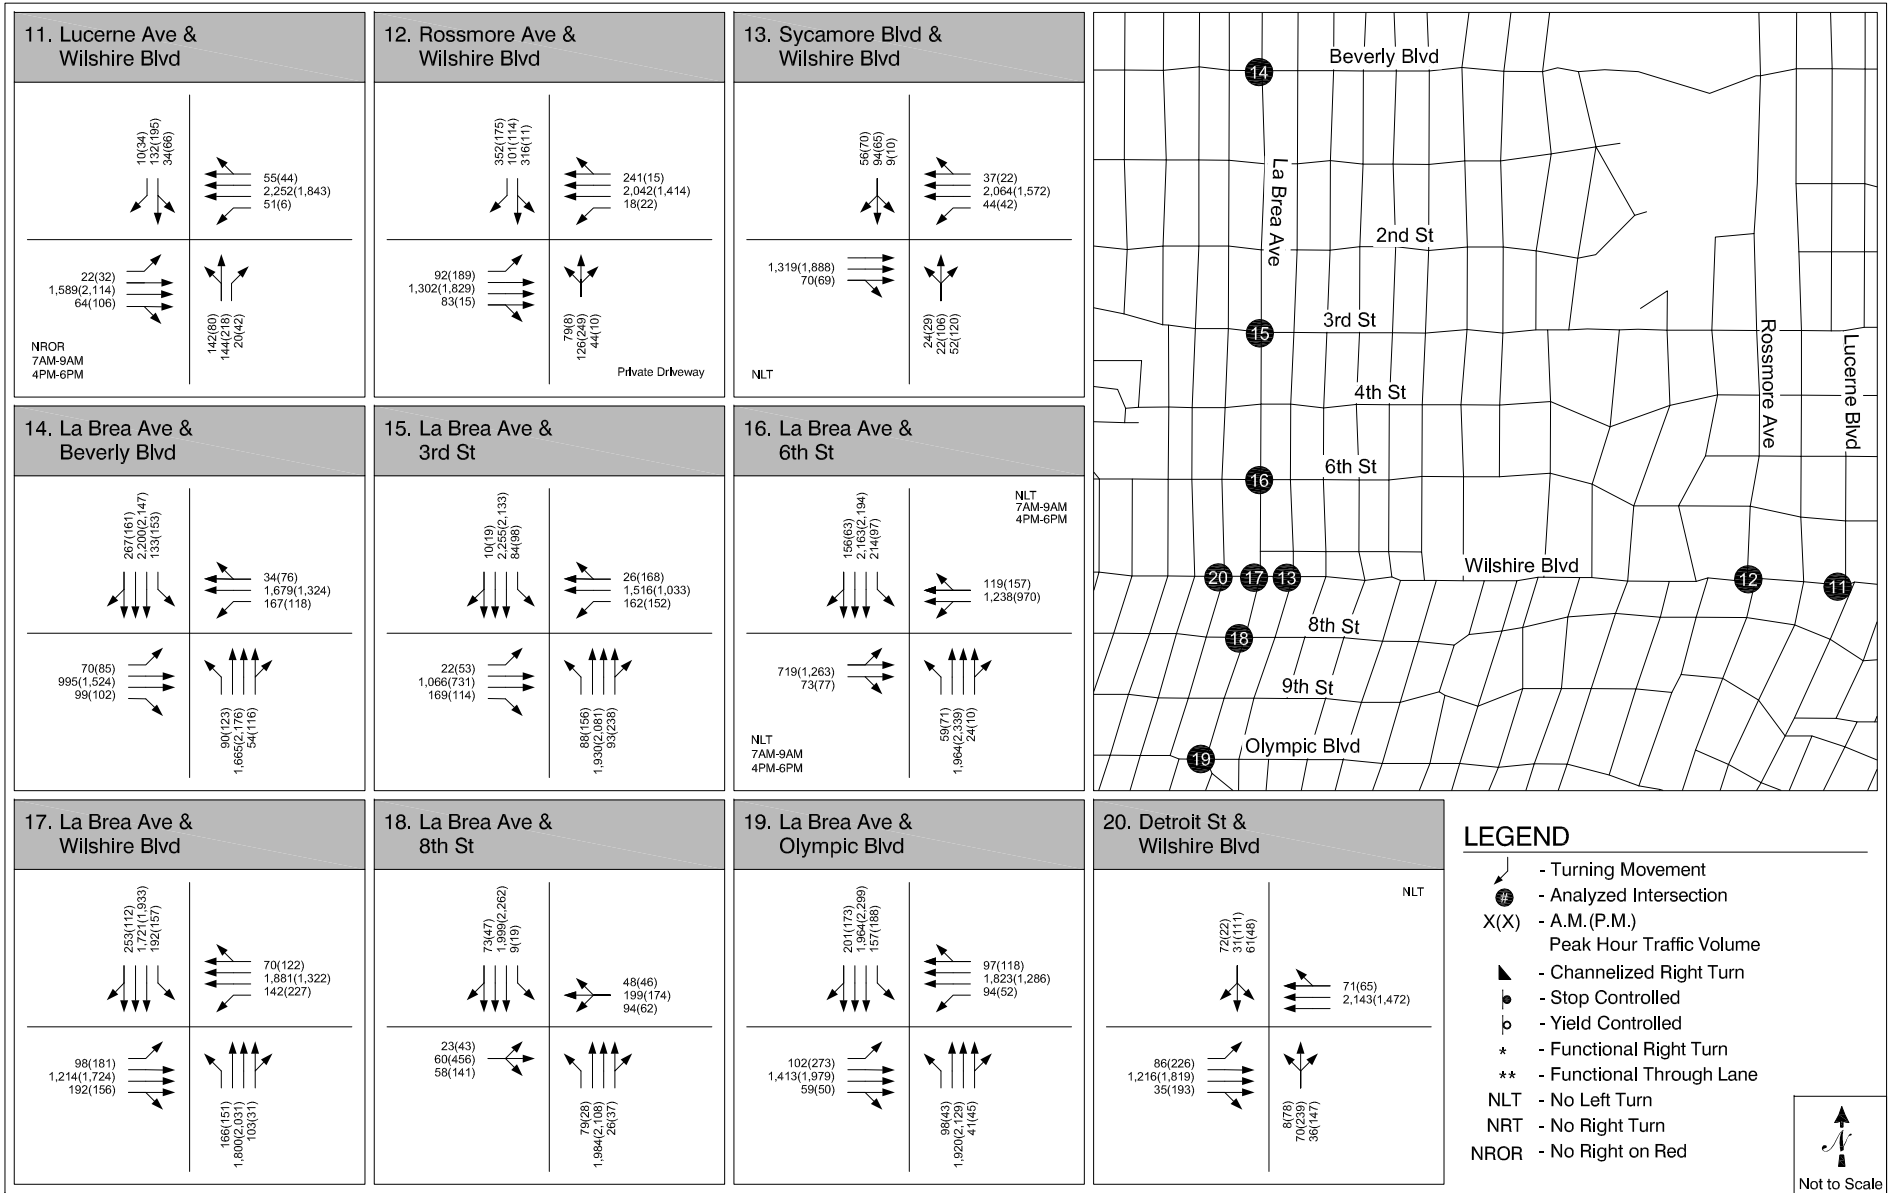 11. Lucerne Ave &
Wilshire Blvd
10(34)
132(195)
34(66)
55(44)
2,252(1,843)
51(6)
22(32)
1,589(2,114)
64(106)
142(80)
144(218)
20(42)
NROR
7AM-9AM
4PM-6PM
12. Rossmore Ave &
Wilshire Blvd
352(175)
101(114)
316(11)
241(15)
2,042(1,414)
18(22)
92(189)
1,302(1,829)
83(15)
79(8)
126(249)
44(10)
Private Driveway
13. Sycamore Blvd &
Wilshire Blvd
56(70)
94(65)
9(10)
37(22)
2,064(1,572)
44(42)
1,319(1,888)
70(69)
24(29)
22(106)
52(120)
NLT
14. La Brea Ave &
Beverly Blvd
267(161)
2,200(2,147)
133(153)
34(76)
1,679(1,324)
167(118)
70(85)
995(1,524)
99(102)
90(123)
1,665(2,176)
54(116)
15. La Brea Ave &
3rd St
10(19)
2,255(2,133)
84(98)
26(168)
1,516(1,033)
162(152)
22(53)
1,066(731)
169(114)
88(156)
1,930(2,081)
93(238)
16. La Brea Ave &
6th St
NLT
7AM-9AM
4PM-6PM
156(63)
2,163(2,194)
214(97)
119(157)
1,238(970)
719(1,263)
73(77)
59(71)
1,964(2,339)
24(10)
NLT
7AM-9AM
4PM-6PM
17. La Brea Ave &
Wilshire Blvd
253(112)
1,721(1,933)
192(157)
70(122)
1,881(1,322)
142(227)
98(181)
1,214(1,724)
192(156)
166(151)
1,800(2,031)
103(31)
18. La Brea Ave &
8th St
73(47)
1,999(2,262)
9(19)
48(46)
199(174)
94(62)
23(43)
60(456)
58(141)
79(28)
1,984(2,108)
26(37)
19. La Brea Ave &
Olympic Blvd
201(173)
1,964(2,299)
157(188)
97(118)
1,823(1,286)
94(52)
102(273)
1,413(1,979)
59(50)
98(43)
1,920(2,129)
41(45)
20. Detroit St &
Wilshire Blvd
NLT
72(22)
31(111)
61(48)
71(65)
2,143(1,472)
86(226)
1,216(1,819)
35(193)
8(78)
70(239)
36(147)
Beverly Blvd
14
La Brea Ave
2nd St
3rd St
15
Rossmore Ave
Lucerne Blvd
4th St
6th St
16
Wilshire Blvd
20
17
13
12
11
8th St
18
9th St
Olympic Blvd
19
LEGEND
- Turning Movement
# - Analyzed Intersection
X(X) - A.M.(P.M.)
Peak Hour Traffic Volume
- Channelized Right Turn
- Stop Controlled
- Yield Controlled
* - Functional Right Turn
** - Functional Through Lane
NLT - No Left Turn
NRT - No Right Turn
NROR - No Right on Red
N
Not to Scale